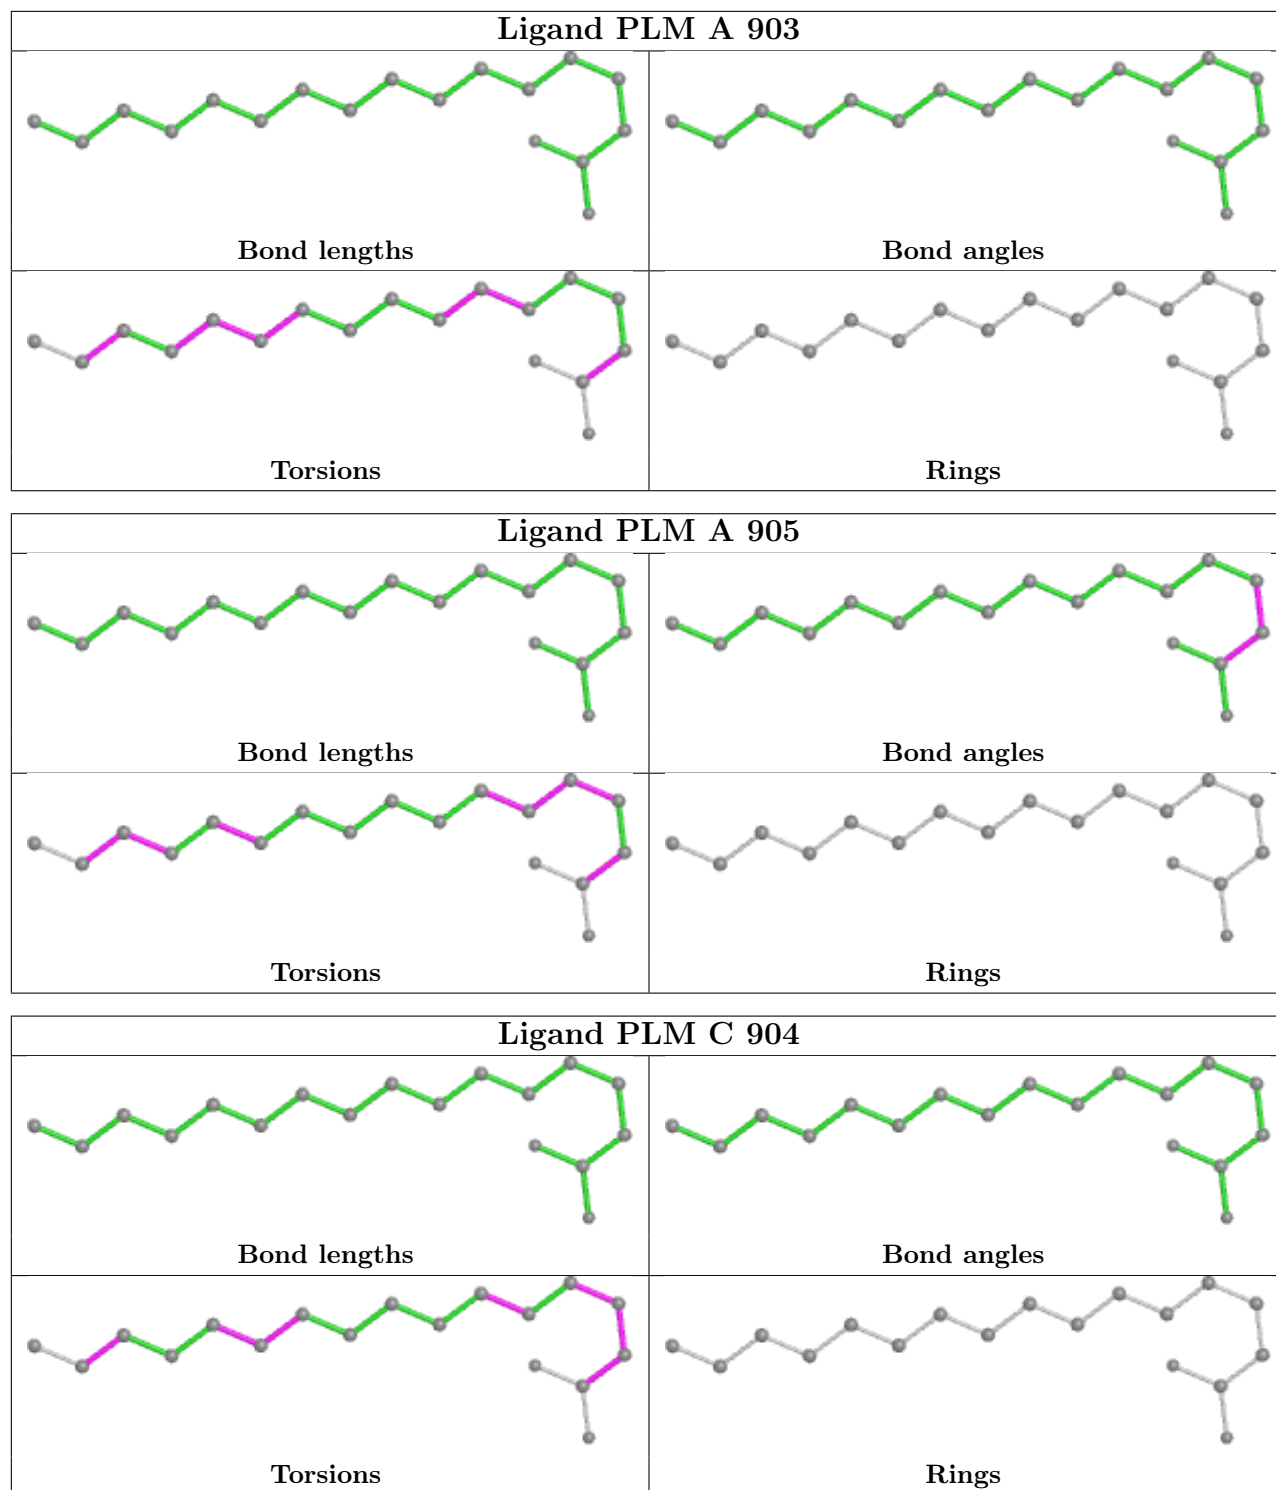 Ligand PLM A 903
Bond lengths
Bond angles
Torsions
Rings
Ligand PLM A 905
Bond lengths
Bond angles
Torsions
Rings
Ligand PLM C 904
Bond lengths
Bond angles
Torsions
Rings